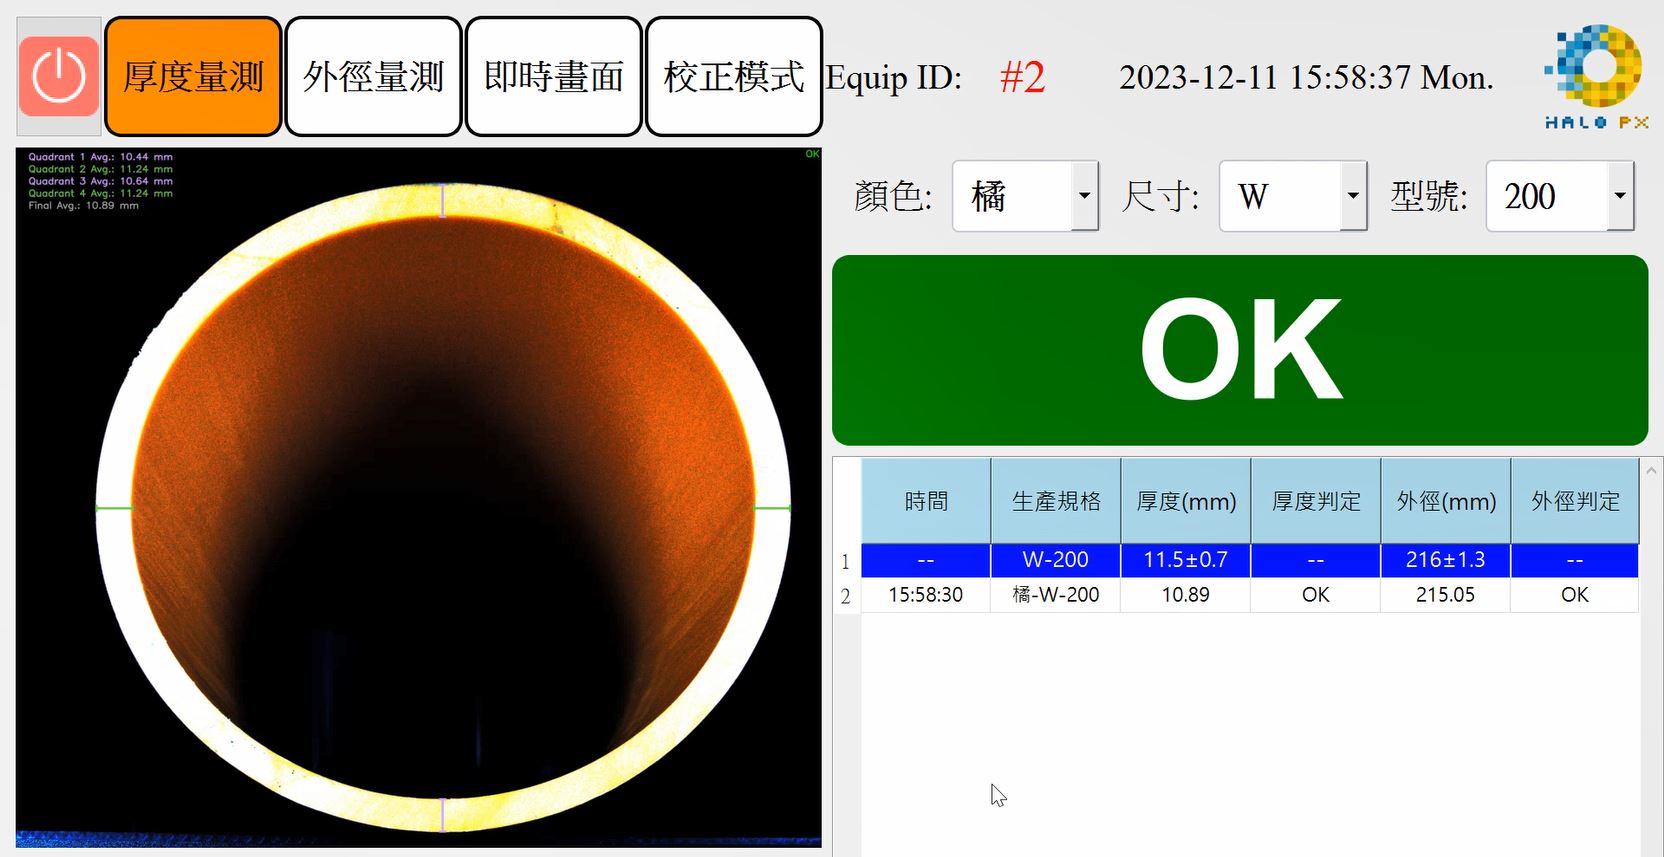 厚度量測 外徑量測 即時畫面 校正模式 Equip ID: #2 2023-12-11 15:58:37 Mon.
HALO PX
Quadrant 1 Avg.: 10.44 mm
Quadrant 2 Avg.: 11.24 mm
Quadrant 3 Avg.: 10.64 mm
Quadrant 4 Avg.: 11.24 mm
Final Avg.: 10.89 mm
OK
顏色: 橘 尺寸: W 型號: 200
OK
時間 生產規格 厚度(mm) 厚度判定 外徑(mm) 外徑判定
1 -- W-200 11.5±0.7 -- 216±1.3 --
2 15:58:30 橘-W-200 10.89 OK 215.05 OK